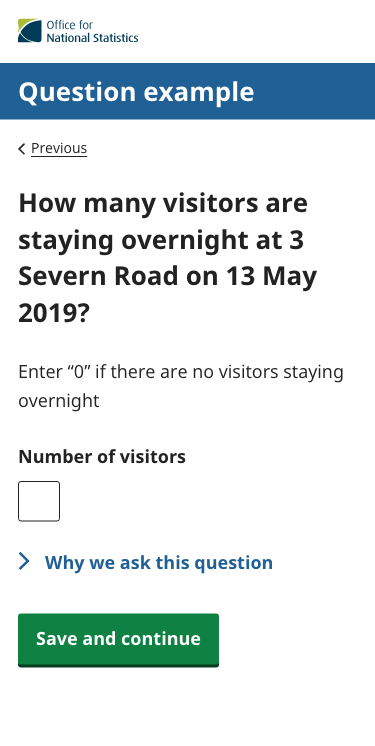 Office for
National Statistics
Question example
Previous
How many visitors are
staying overnight at 3
Severn Road on 13 May
2019?
Enter “0” if there are no visitors staying
overnight
Number of visitors
Why we ask this question
Save and continue